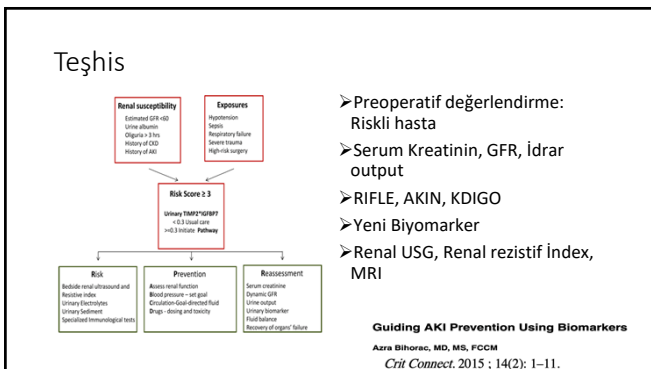 Teşhis
Renal susceptibility
Estimated GFR <60
Urine albumin
Oliguria > 3 hrs
History of CKD
History of AKI
Exposures
Hypotension
Sepsis
Respiratory failure
Severe trauma
High-risk surgery
Risk Score ≥ 3
Urinary TIMP2*IGFBP7
< 0.3 Usual care
>=0.3 Initiate Pathway
Risk
Bedside renal ultrasound and
Resistive index
Urinary Electrolytes
Urinary Sediment
Specialized Immunological tests
Prevention
Assess renal function
Blood pressure – set goal
Circulation-Goal-directed fluid
Drugs - dosing and toxicity
Reassessment
Serum creatinine
Dynamic GFR
Urine output
Urinary biomarker
Fluid balance
Recovery of organs' failure
➢Preoperatif değerlendirme:
Riskli hasta
➢Serum Kreatinin, GFR, İdrar
output
➢RIFLE, AKIN, KDIGO
➢Yeni Biyomarker
➢Renal USG, Renal rezistif İndex,
MRI
Guiding AKI Prevention Using Biomarkers
Azra Bihorac, MD, MS, FCCM
Crit Connect. 2015 ; 14(2): 1–11.